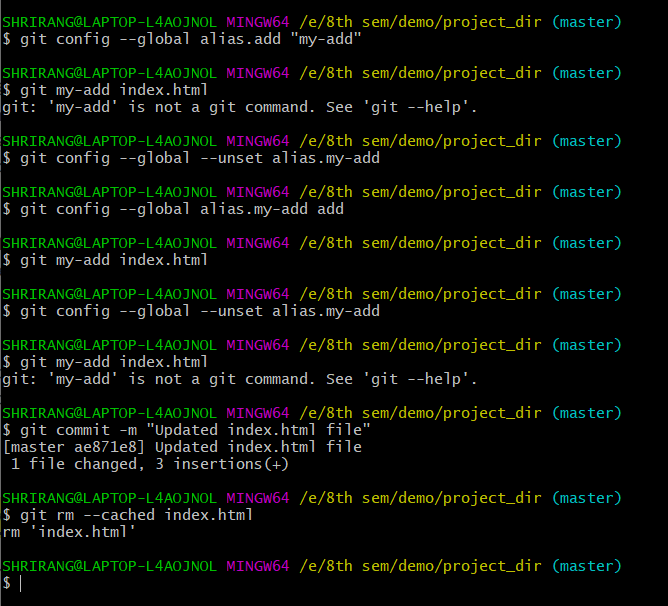 SHRIRANG@LAPTOP-L4AOJNOL MINGW64 /e/8th sem/demo/project_dir (master)
$ git config --global alias.add "my-add"
SHRIRANG@LAPTOP-L4AOJNOL MINGW64 /e/8th sem/demo/project_dir (master)
$ git my-add index.html
git: 'my-add' is not a git command. See 'git --help'.
SHRIRANG@LAPTOP-L4AOJNOL MINGW64 /e/8th sem/demo/project_dir (master)
$ git config --global --unset alias.my-add
SHRIRANG@LAPTOP-L4AOJNOL MINGW64 /e/8th sem/demo/project_dir (master)
$ git config --global alias.my-add add
SHRIRANG@LAPTOP-L4AOJNOL MINGW64 /e/8th sem/demo/project_dir (master)
$ git my-add index.html
SHRIRANG@LAPTOP-L4AOJNOL MINGW64 /e/8th sem/demo/project_dir (master)
$ git config --global --unset alias.my-add
SHRIRANG@LAPTOP-L4AOJNOL MINGW64 /e/8th sem/demo/project_dir (master)
$ git my-add index.html
git: 'my-add' is not a git command. See 'git --help'.
SHRIRANG@LAPTOP-L4AOJNOL MINGW64 /e/8th sem/demo/project_dir (master)
$ git commit -m "Updated index.html file"
[master ae871e8] Updated index.html file
 1 file changed, 3 insertions(+)
SHRIRANG@LAPTOP-L4AOJNOL MINGW64 /e/8th sem/demo/project_dir (master)
$ git rm --cached index.html
rm 'index.html'
SHRIRANG@LAPTOP-L4AOJNOL MINGW64 /e/8th sem/demo/project_dir (master)
$